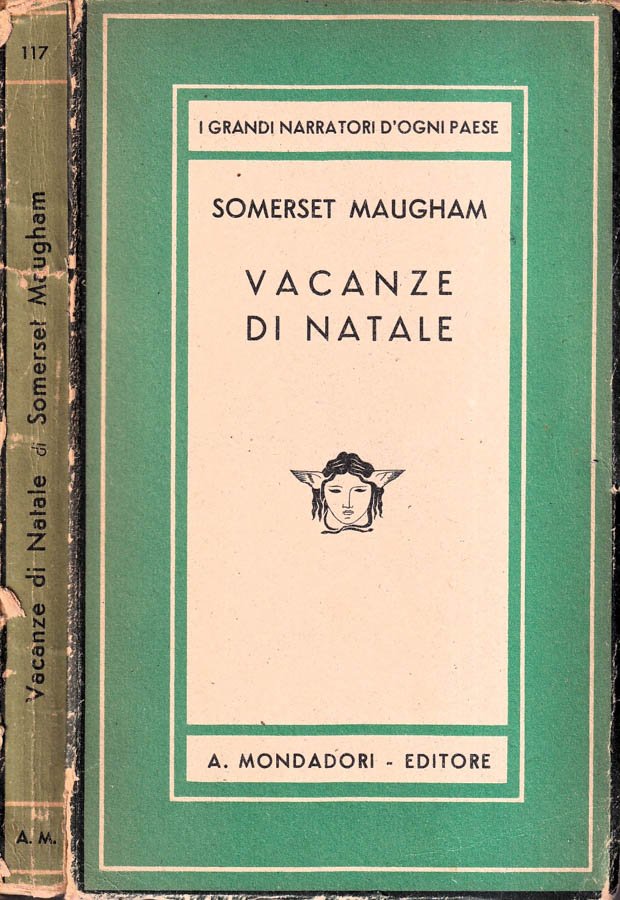 117
Vacanze di Natale di Somerset Maugham
A. M.
I GRANDI NARRATORI D'OGNI PAESE
SOMERSET MAUGHAM
VACANZE
DI NATALE
A. MONDADORI - EDITORE